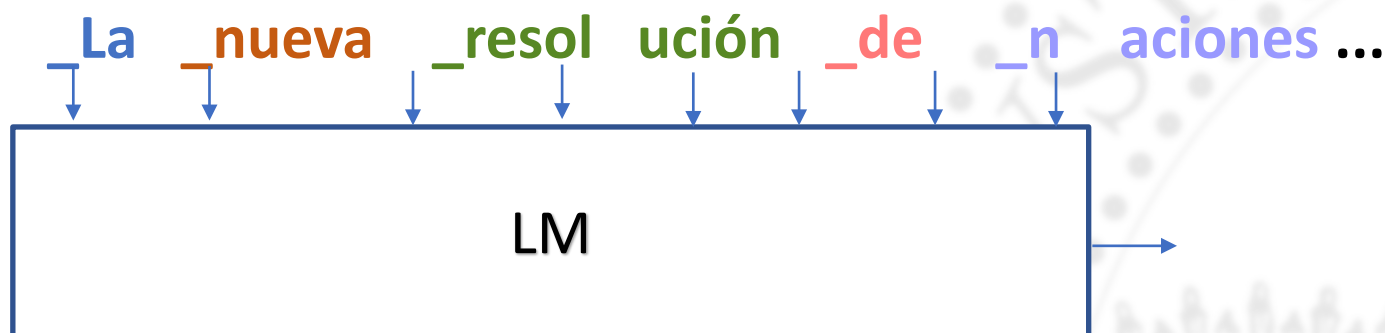 _La _nueva _resol ución _de _n aciones ...
LM